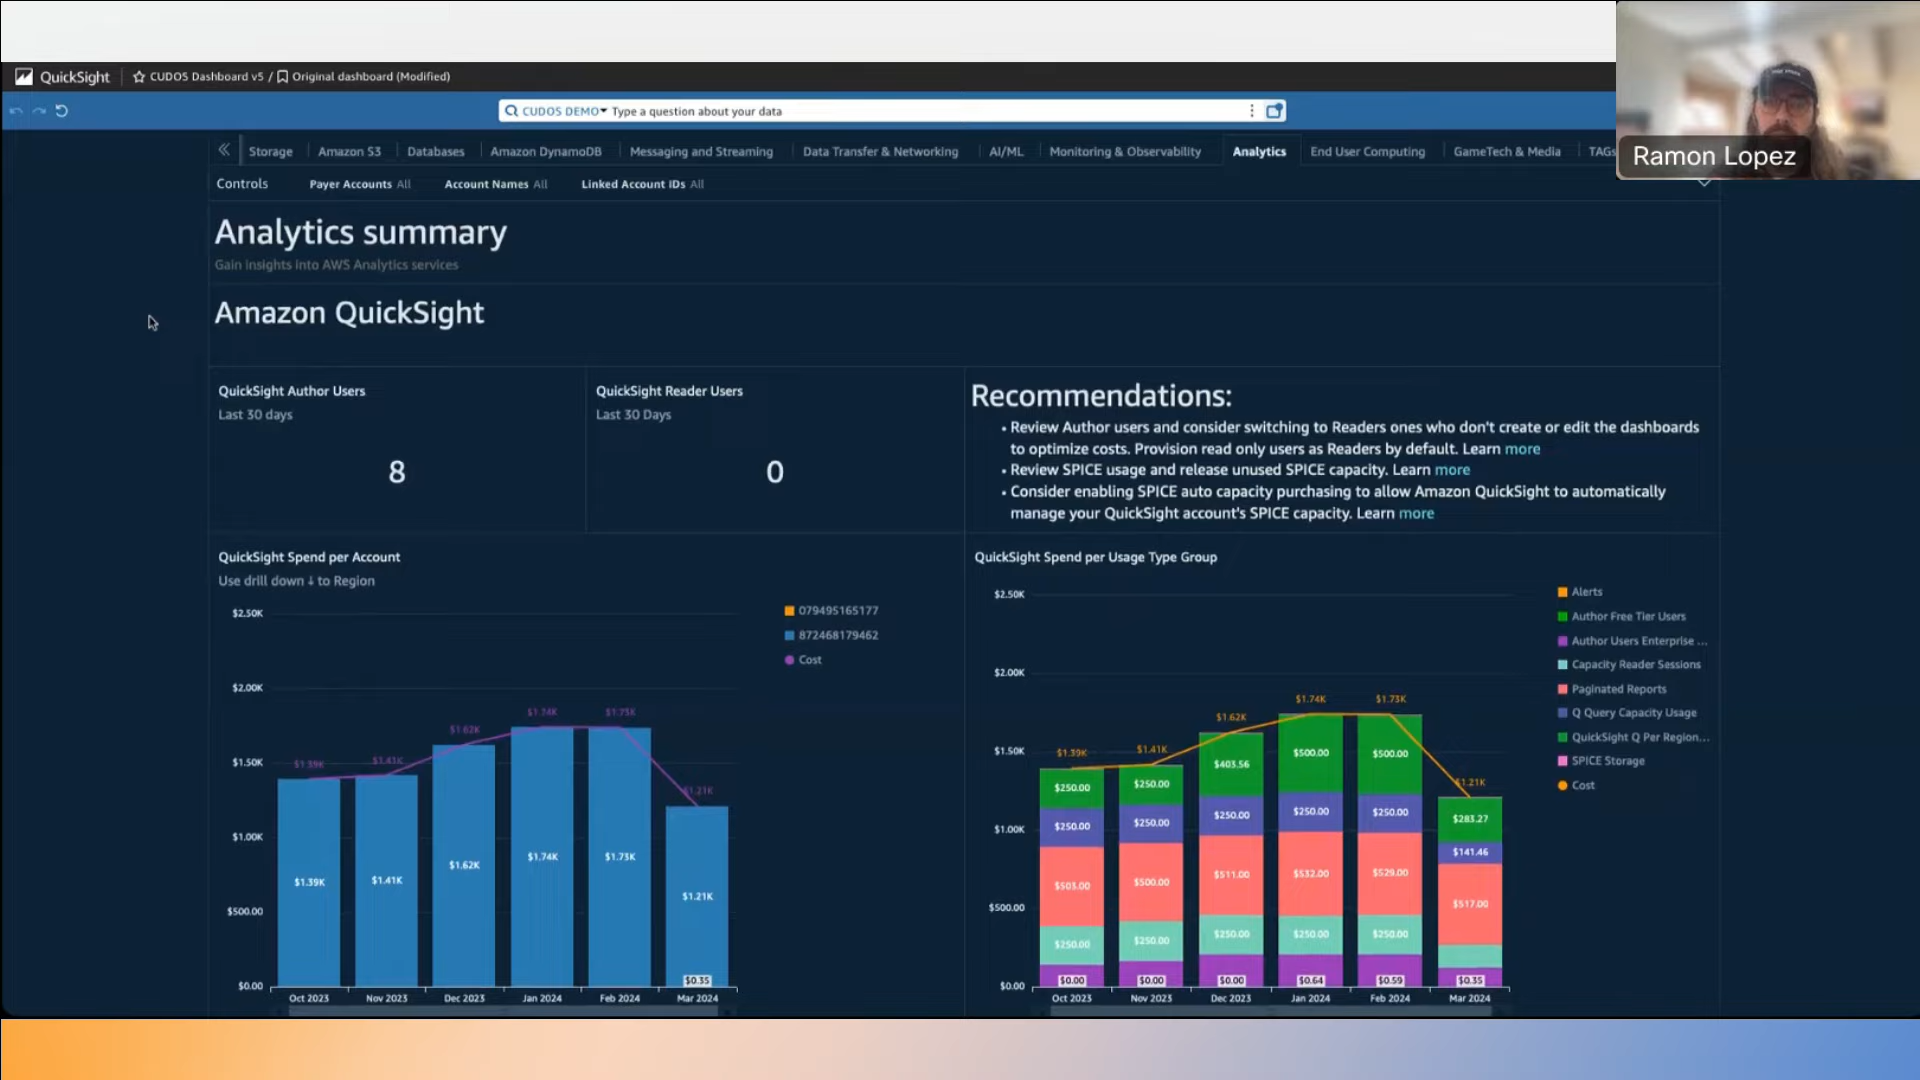 QuickSight
CUDOS Dashboard v5 / Original dashboard (Modified)
CUDOS DEMO Type a question about your data
Storage
Amazon S3
Databases
Amazon DynamoDB
Messaging and Streaming
Data Transfer & Networking
AI/ML
Monitoring & Observability
Analytics
End User Computing
GameTech & Media
TAGs
Ramon Lopez
Controls
Payer Accounts All
Account Names All
Linked Account IDs All
Analytics summary
Gain insights into AWS Analytics services
Amazon QuickSight
QuickSight Author Users
Last 30 days
8
QuickSight Reader Users
Last 30 Days
0
Recommendations:
• Review Author users and consider switching to Readers ones who don't create or edit the dashboards
to optimize costs. Provision read only users as Readers by default. Learn more
• Review SPICE usage and release unused SPICE capacity. Learn more
• Consider enabling SPICE auto capacity purchasing to allow Amazon QuickSight to automatically
manage your QuickSight account's SPICE capacity. Learn more
QuickSight Spend per Account
Use drill down ↓ to Region
$2.50K
$2.00K
$1.50K
$1.00K
$500.00
$0.00
$1.39K
$1.41K
$1.62K
$1.74K
$1.73K
$1.21K
$1.39K
$1.41K
$1.62K
$1.74K
$1.73K
$1.21K
$0.35
Oct 2023
Nov 2023
Dec 2023
Jan 2024
Feb 2024
Mar 2024
079495165177
872468179462
Cost
QuickSight Spend per Usage Type Group
$2.50K
$2.00K
$1.50K
$1.00K
$500.00
$0.00
$1.39K
$1.41K
$1.62K
$1.74K
$1.73K
$1.21K
$250.00
$250.00
$403.56
$500.00
$500.00
$283.27
$250.00
$250.00
$250.00
$250.00
$250.00
$141.46
$503.00
$500.00
$511.00
$532.00
$529.00
$517.00
$250.00
$250.00
$250.00
$250.00
$250.00
$0.00
$0.00
$0.00
$0.64
$0.59
$0.35
Oct 2023
Nov 2023
Dec 2023
Jan 2024
Feb 2024
Mar 2024
Alerts
Author Free Tier Users
Author Users Enterprise ...
Capacity Reader Sessions
Paginated Reports
Q Query Capacity Usage
QuickSight Q Per Region...
SPICE Storage
Cost